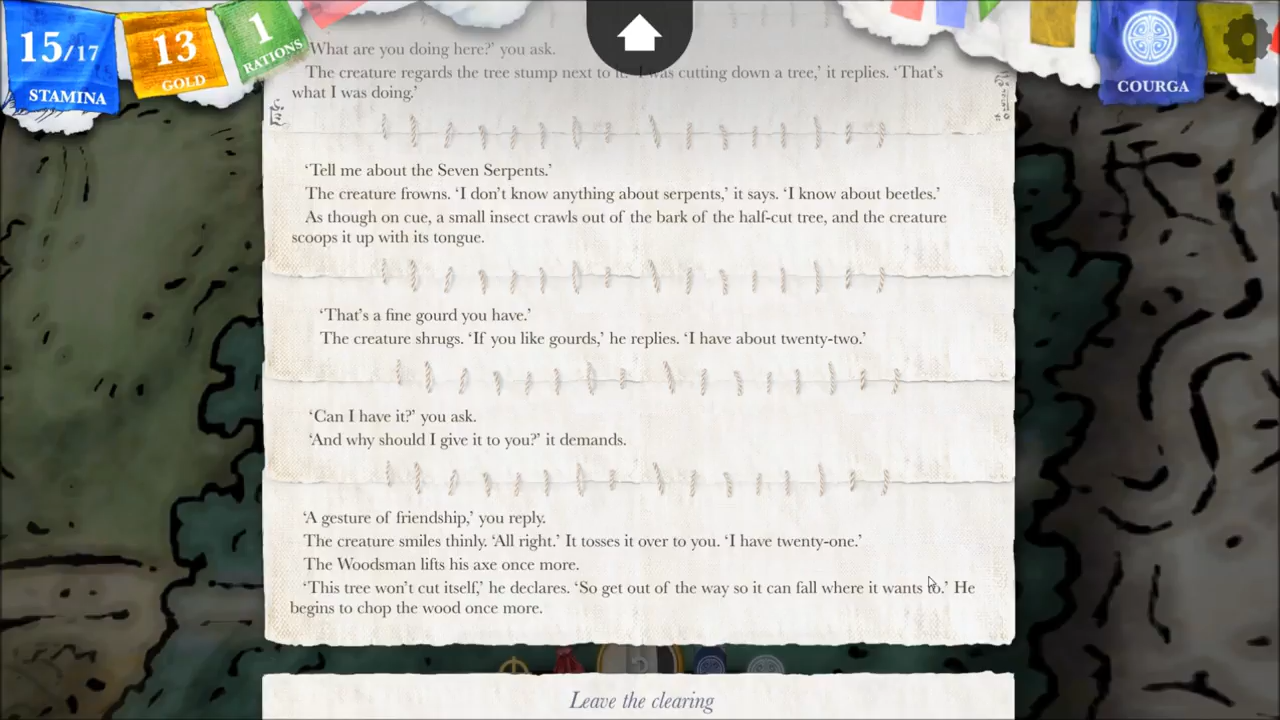 15/17
STAMINA
13
GOLD
1
RATIONS
COURGA
'What are you doing here?' you ask.
The creature regards the tree stump next to it. 'I was cutting down a tree,' it replies. 'That's
what I was doing.'
'Tell me about the Seven Serpents.'
The creature frowns. 'I don't know anything about serpents,' it says. 'I know about beetles.'
As though on cue, a small insect crawls out of the bark of the half-cut tree, and the creature
scoops it up with its tongue.
'That's a fine gourd you have.'
The creature shrugs. 'If you like gourds,' he replies. 'I have about twenty-two.'
'Can I have it?' you ask.
'And why should I give it to you?' it demands.
'A gesture of friendship,' you reply.
The creature smiles thinly. 'All right.' It tosses it over to you. 'I have twenty-one.'
The Woodsman lifts his axe once more.
'This tree won't cut itself,' he declares. 'So get out of the way so it can fall where it wants to.' He
begins to chop the wood once more.
Leave the clearing